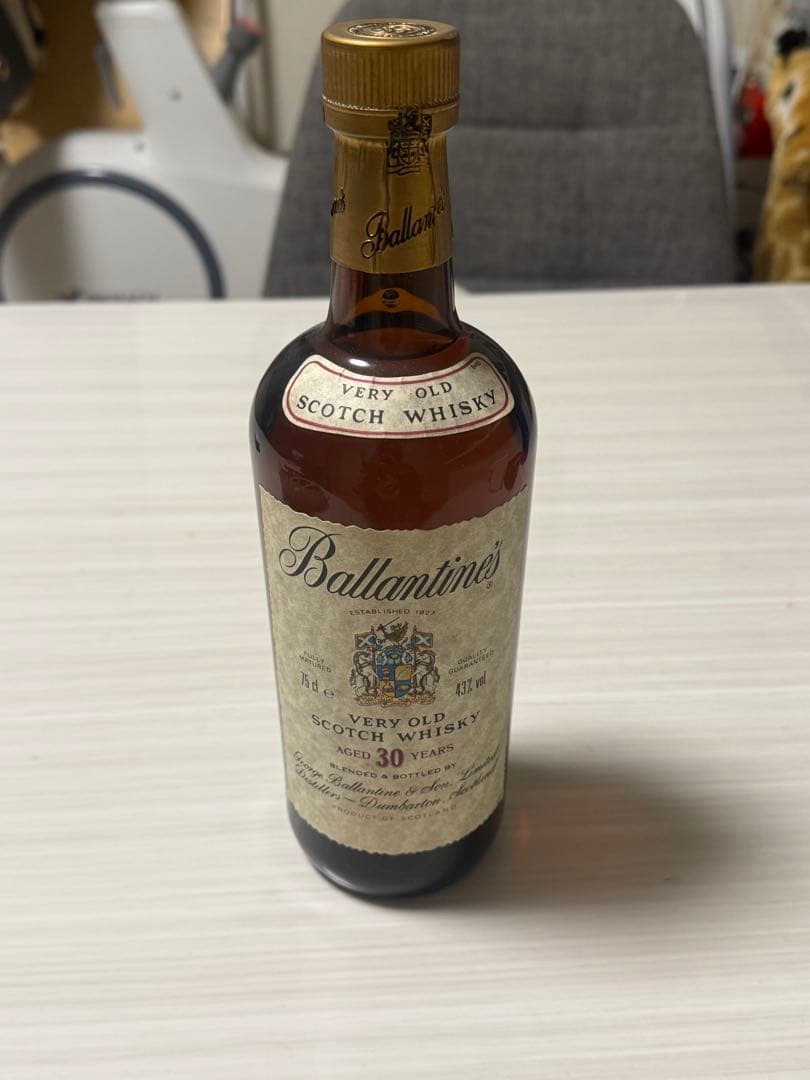 Ballantine's
VERY OLD
SCOTCH WHISKY
Ballantine's®
ESTABLISHED 1827
FULLY
MATURED
75 cl e
QUALITY
GUARANTEED
43% vol
VERY OLD
SCOTCH WHISKY
AGED 30 YEARS
BLENDED & BOTTLED BY
George Ballantine & Son, Limited
Distillers — Dumbarton, Scotland
PRODUCT OF SCOTLAND